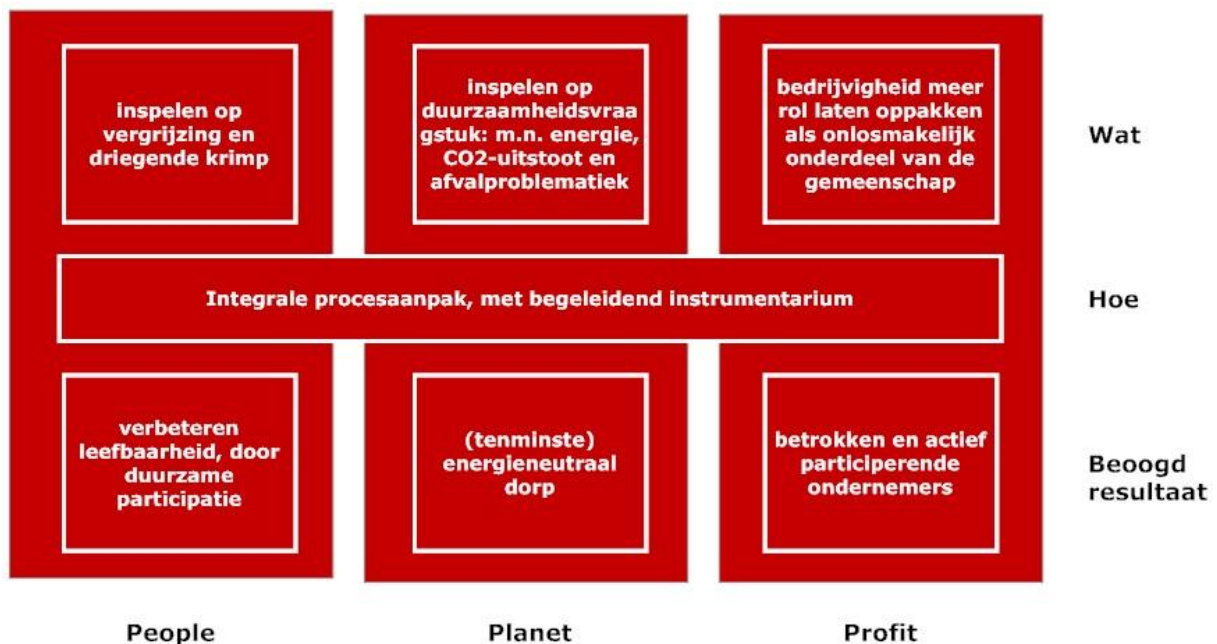 inspelen op
vergrijzing en
driegende krimp
inspelen op
duurzaamheidsvraa
gstuk: m.n. energie,
CO2-uitstoot en
afvalproblematiek
bedrijvigheid meer
rol laten oppakken
als onlosmakelijk
onderdeel van de
gemeenschap
Wat
Integrale procesaanpak, met begeleidend instrumentarium
Hoe
verbeteren
leefbaarheid, door
duurzame
participatie
(tenminste)
energieneutraal
dorp
betrokken en actief
participerende
ondernemers
Beoogd
resultaat
People
Planet
Profit